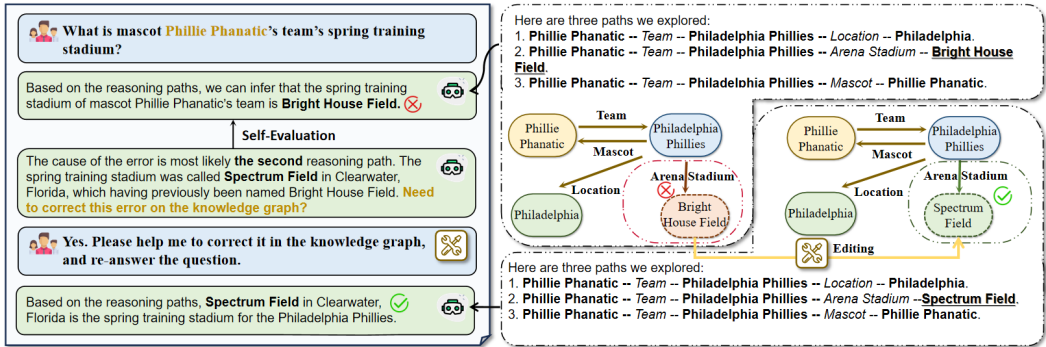 What is mascot Phillie Phanatic's team's spring training
stadium?
Based on the reasoning paths, we can infer that the spring training
stadium of mascot Phillie Phanatic's team is Bright House Field.
Self-Evaluation
The cause of the error is most likely the second reasoning path. The
spring training stadium was called Spectrum Field in Clearwater,
Florida, which having previously been named Bright House Field. Need
to correct this error on the knowledge graph?
Yes. Please help me to correct it in the knowledge graph,
and re-answer the question.
Based on the reasoning paths, Spectrum Field in Clearwater,
Florida is the spring training stadium for the Philadelphia Phillies.
Here are three paths we explored:
1. Phillie Phanatic -- Team -- Philadelphia Phillies -- Location -- Philadelphia.
2. Phillie Phanatic -- Team -- Philadelphia Phillies -- Arena Stadium -- Bright House
Field.
3. Phillie Phanatic -- Team -- Philadelphia Phillies -- Mascot -- Phillie Phanatic.
Phillie
Phanatic
Team
Philadelphia
Phillies
Mascot
Location
Arena Stadium
Philadelphia
Bright
House Field
Phillie
Phanatic
Team
Philadelphia
Phillies
Mascot
Location
Arena Stadium
Philadelphia
Spectrum
Field
Editing
Here are three paths we explored:
1. Phillie Phanatic -- Team -- Philadelphia Phillies -- Location -- Philadelphia.
2. Phillie Phanatic -- Team -- Philadelphia Phillies -- Arena Stadium --Spectrum Field.
3. Phillie Phanatic -- Team -- Philadelphia Phillies -- Mascot -- Phillie Phanatic.